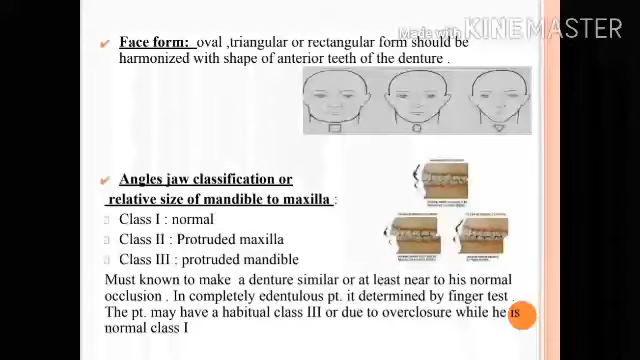 Made with KINEMASTER
Face form: oval ,triangular or rectangular form should be
harmonized with shape of anterior teeth of the denture .
Angles jaw classification or
relative size of mandible to maxilla :
Class I : normal
Class II : Protruded maxilla
Class III : protruded mandible
Must known to make a denture similar or at least near to his normal
occlusion . In completely edentulous pt. it determined by finger test .
The pt. may have a habitual class III or due to overclosure while he is
normal class I